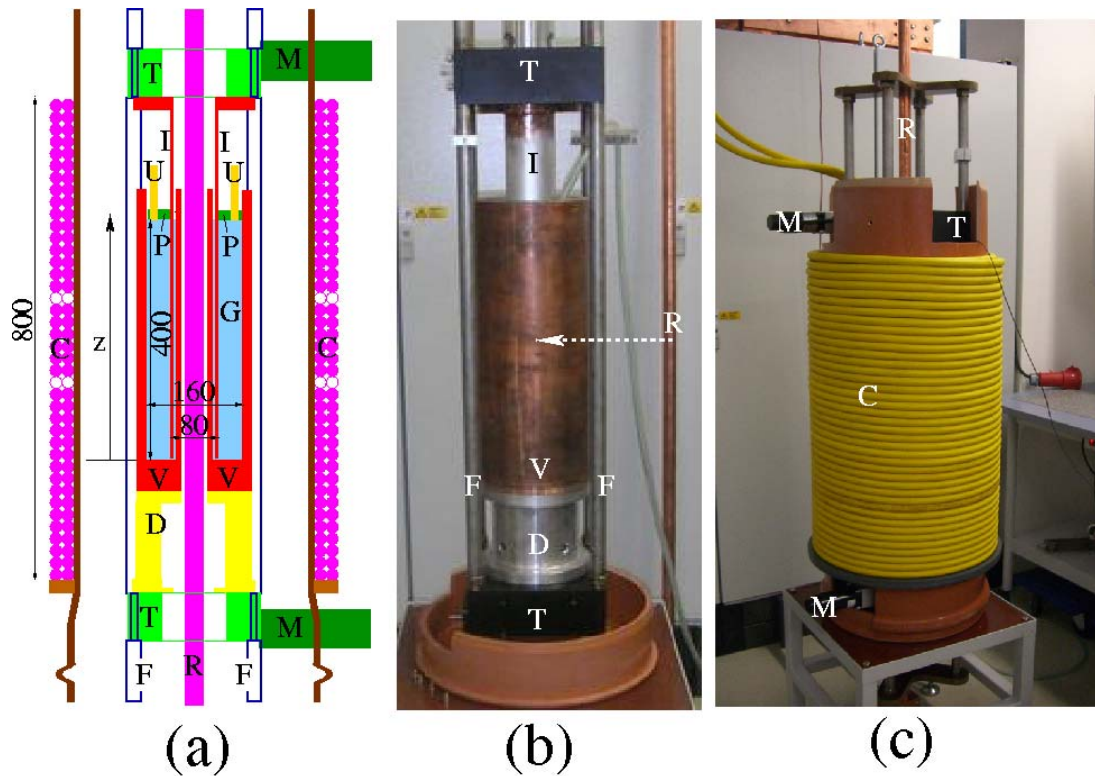 T M
I I
U U
P P
G
800
400
z
C C
160
80
V V
D
T M
F R F
(a)
T
I
R
V
F F
D
T
(b)
R
M T
C
M
(c)